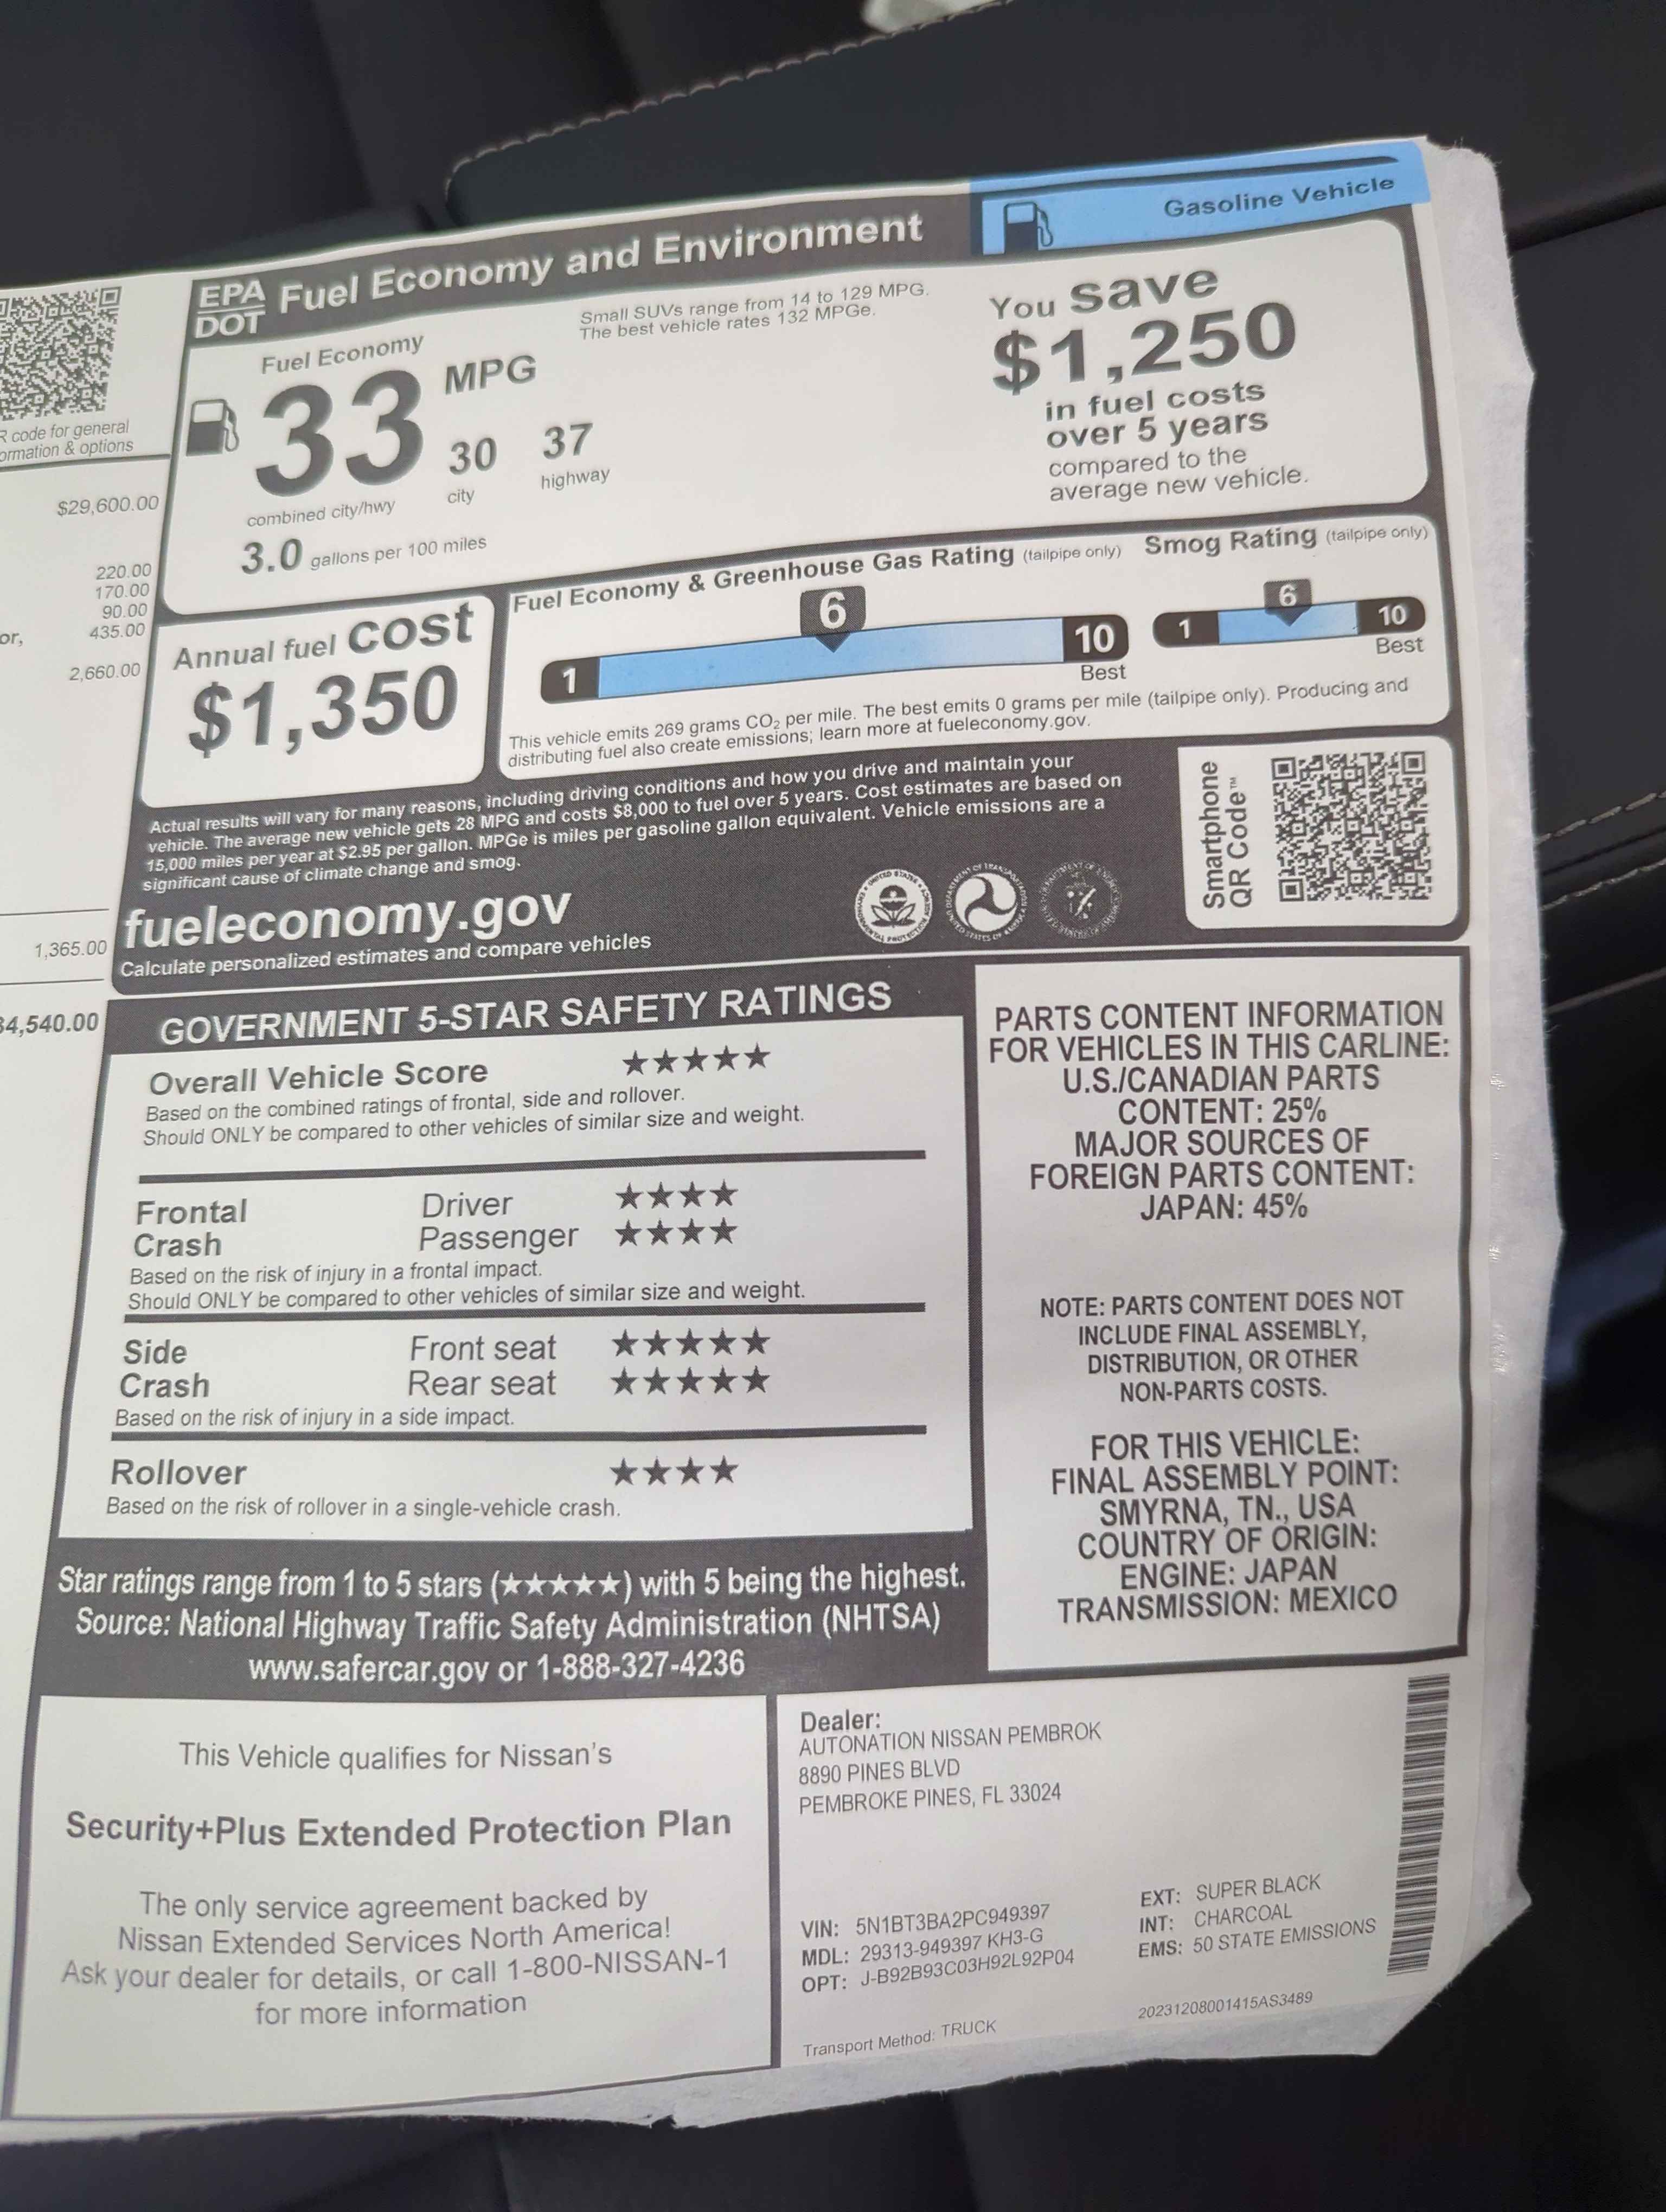 R code for general
ormation & options
$29,600.00
220.00
170.00
90.00
or, 435.00
2,660.00
1,365.00
34,540.00
EPA
DOT
Fuel Economy and Environment
Gasoline Vehicle
Fuel Economy
33 MPG
Small SUVs range from 14 to 129 MPG.
The best vehicle rates 132 MPGe.
30 37
city highway
combined city/hwy
3.0 gallons per 100 miles
You save
$1,250
in fuel costs
over 5 years
compared to the
average new vehicle.
Annual fuel cost
$1,350
Fuel Economy & Greenhouse Gas Rating (tailpipe only)
6
1 10
Best
Smog Rating (tailpipe only)
6
1 10
Best
This vehicle emits 269 grams CO2 per mile. The best emits 0 grams per mile (tailpipe only). Producing and
distributing fuel also create emissions; learn more at fueleconomy.gov.
Actual results will vary for many reasons, including driving conditions and how you drive and maintain your
vehicle. The average new vehicle gets 28 MPG and costs $8,000 to fuel over 5 years. Cost estimates are based on
15,000 miles per year at $2.95 per gallon. MPGe is miles per gasoline gallon equivalent. Vehicle emissions are a
significant cause of climate change and smog.
fueleconomy.gov
Calculate personalized estimates and compare vehicles
Smartphone
QR Code™
GOVERNMENT 5-STAR SAFETY RATINGS
Overall Vehicle Score ★★★★★
Based on the combined ratings of frontal, side and rollover.
Should ONLY be compared to other vehicles of similar size and weight.
Frontal Driver ★★★★
Crash Passenger ★★★★
Based on the risk of injury in a frontal impact.
Should ONLY be compared to other vehicles of similar size and weight.
Side Front seat ★★★★★
Crash Rear seat ★★★★★
Based on the risk of injury in a side impact.
Rollover ★★★★
Based on the risk of rollover in a single-vehicle crash.
Star ratings range from 1 to 5 stars (★★★★★) with 5 being the highest.
Source: National Highway Traffic Safety Administration (NHTSA)
www.safercar.gov or 1-888-327-4236
PARTS CONTENT INFORMATION
FOR VEHICLES IN THIS CARLINE:
U.S./CANADIAN PARTS
CONTENT: 25%
MAJOR SOURCES OF
FOREIGN PARTS CONTENT:
JAPAN: 45%
NOTE: PARTS CONTENT DOES NOT
INCLUDE FINAL ASSEMBLY,
DISTRIBUTION, OR OTHER
NON-PARTS COSTS.
FOR THIS VEHICLE:
FINAL ASSEMBLY POINT:
SMYRNA, TN., USA
COUNTRY OF ORIGIN:
ENGINE: JAPAN
TRANSMISSION: MEXICO
This Vehicle qualifies for Nissan's
Security+Plus Extended Protection Plan
The only service agreement backed by
Nissan Extended Services North America!
Ask your dealer for details, or call 1-800-NISSAN-1
for more information
Dealer:
AUTONATION NISSAN PEMBROK
8890 PINES BLVD
PEMBROKE PINES, FL 33024
VIN: 5N1BT3BA2PC949397
MDL: 29313-949397 KH3-G
OPT: J-B92B93C03H92L92P04
EXT: SUPER BLACK
INT: CHARCOAL
EMS: 50 STATE EMISSIONS
Transport Method: TRUCK
20231208001415AS3489